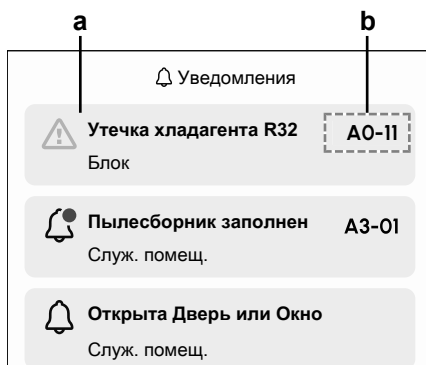 a b
Уведомления
Утечка хладагента R32 A0-11
Блок
Пылесборник заполнен A3-01
Служ. помещ.
Открыта Дверь или Окно
Служ. помещ.